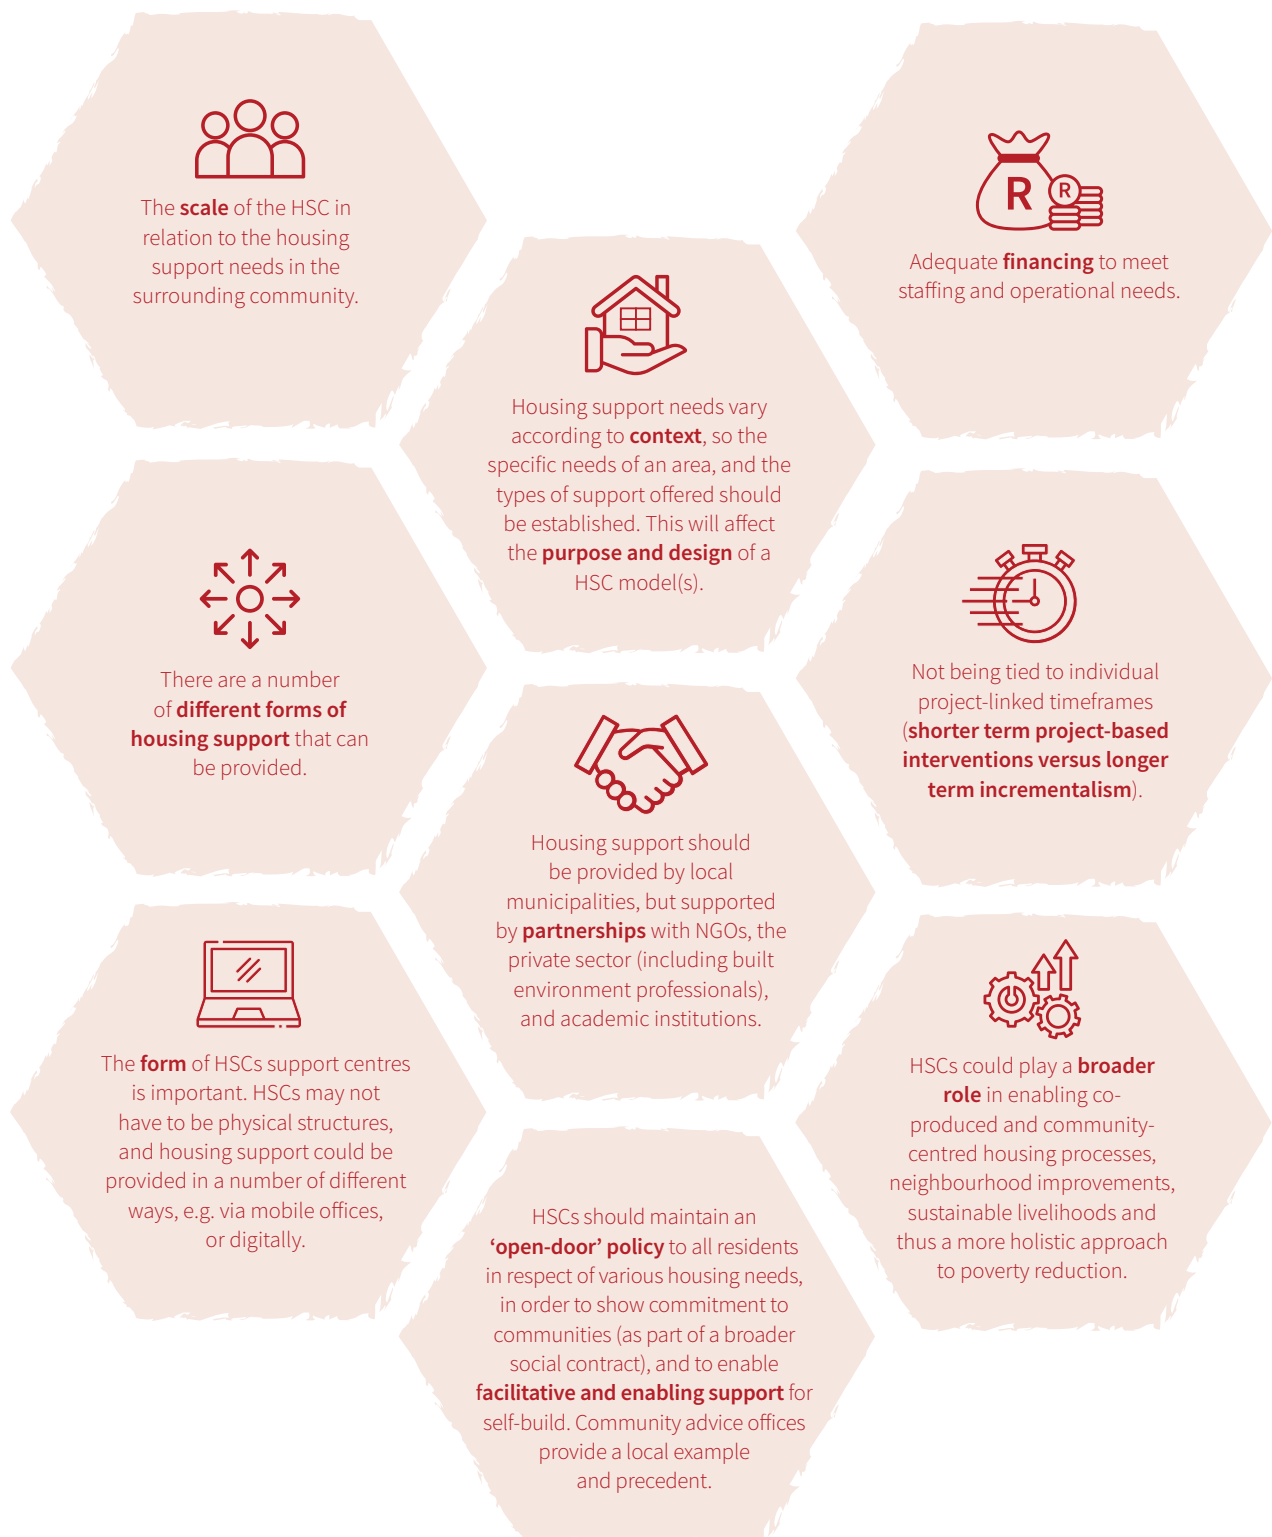 The scale of the HSC in
relation to the housing
support needs in the
surrounding community.
R
R
Adequate financing to meet
staffing and operational needs.
Housing support needs vary
according to context, so the
specific needs of an area, and the
types of support offered should
be established. This will affect
the purpose and design of a
HSC model(s).
There are a number
of different forms of
housing support that can
be provided.
Not being tied to individual
project-linked timeframes
(shorter term project-based
interventions versus longer
term incrementalism).
Housing support should
be provided by local
municipalities, but supported
by partnerships with NGOs, the
private sector (including built
environment professionals),
and academic institutions.
The form of HSCs support centres
is important. HSCs may not
have to be physical structures,
and housing support could be
provided in a number of different
ways, e.g. via mobile offices,
or digitally.
HSCs could play a broader
role in enabling co-
produced and community-
centred housing processes,
neighbourhood improvements,
sustainable livelihoods and
thus a more holistic approach
to poverty reduction.
HSCs should maintain an
‘open-door’ policy to all residents
in respect of various housing needs,
in order to show commitment to
communities (as part of a broader
social contract), and to enable
facilitative and enabling support for
self-build. Community advice offices
provide a local example
and precedent.